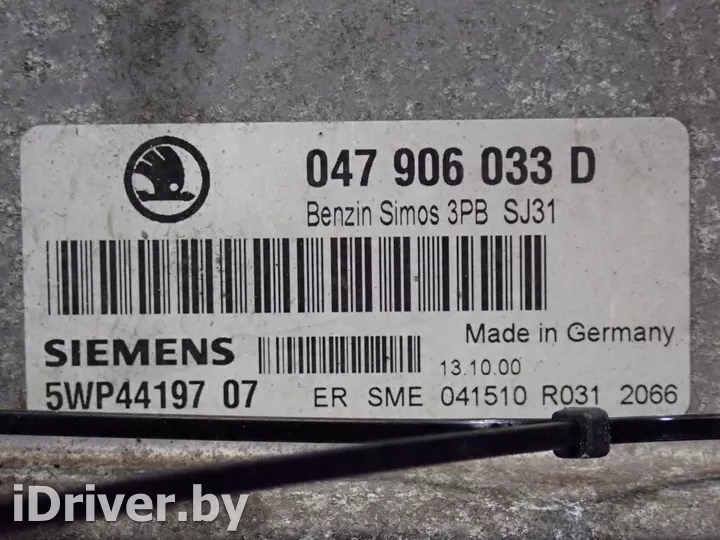 047 906 033 D
Benzin Simos 3PB SJ31
Made in Germany
SIEMENS
13.10.00
5WP44197 07 ER SME 041510 R031 2066
iDriver.by